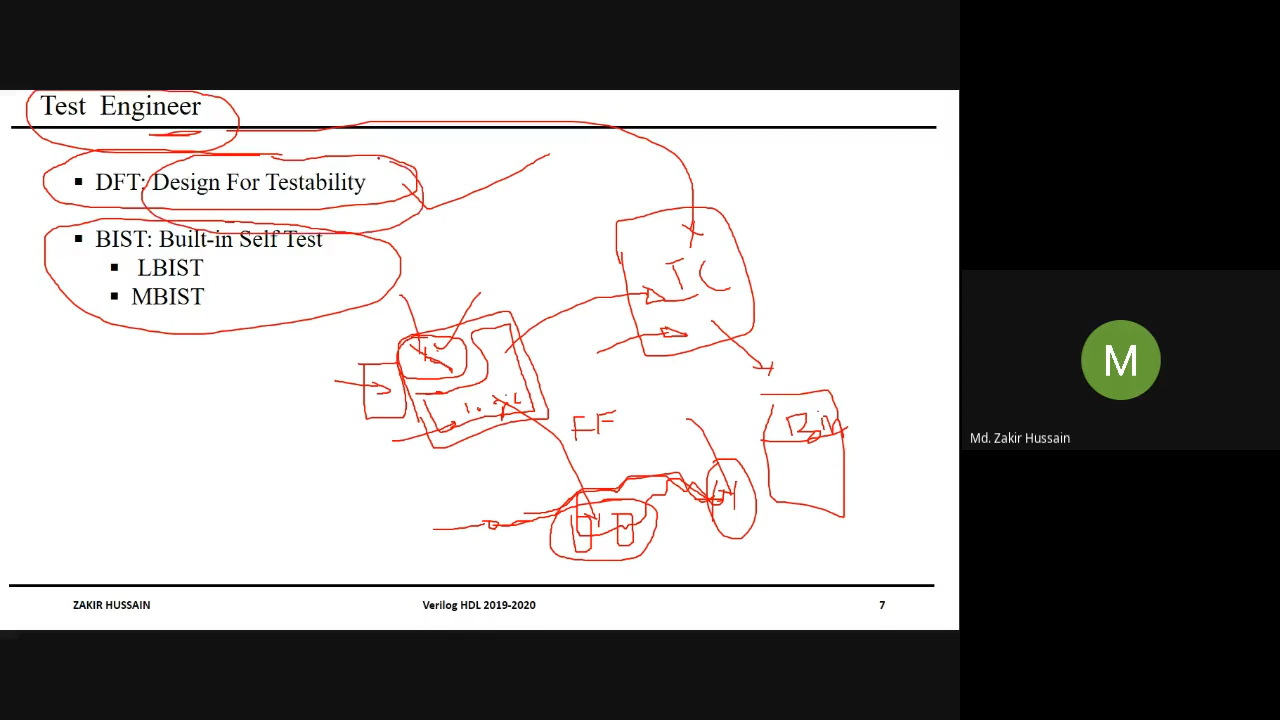 Test Engineer
▪ DFT: Design For Testability
▪ BIST: Built-in Self Test
▪ LBIST
▪ MBIST
FF
M
Md. Zakir Hussain
ZAKIR HUSSAIN
Verilog HDL 2019-2020
7